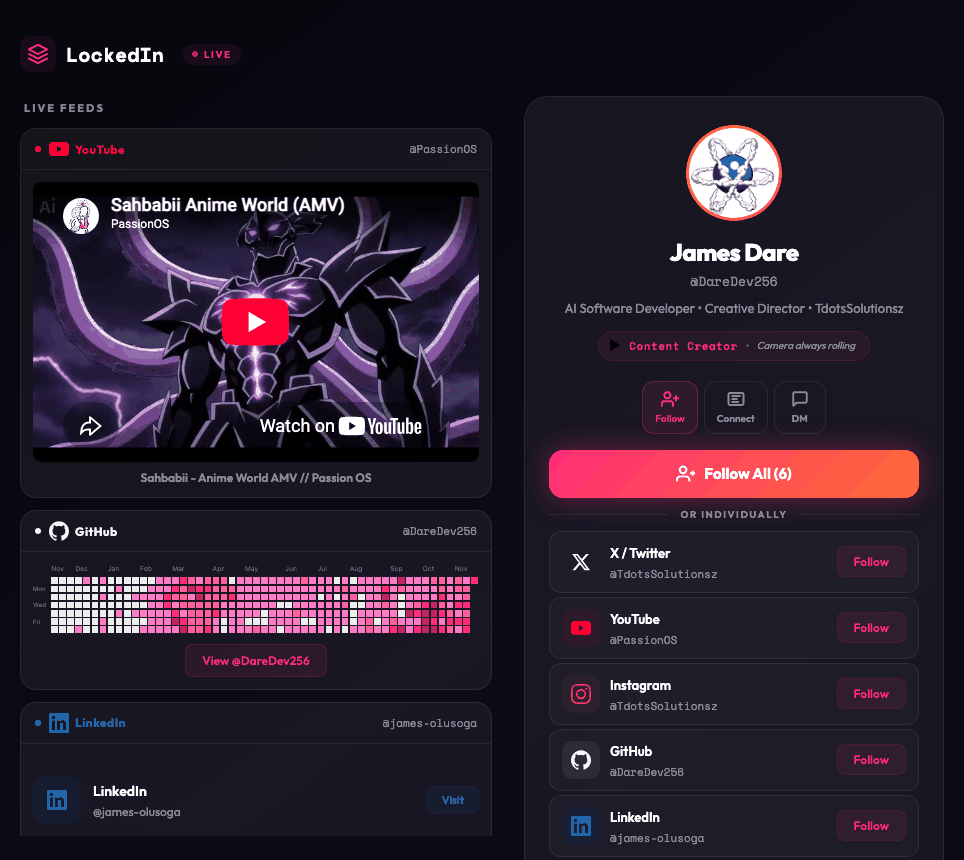 LockedIn
LIVE
LIVE FEEDS
YouTube
@PassionOS
Ai
Sahbabii Anime World (AMV)
PassionOS
Watch on YouTube
Sahbabii - Anime World AMV // Passion OS
GitHub
@DareDev256
Nov Dec Jan Feb Mar Apr May Jun Jul Aug Sep Oct Nov
Mon
Wed
Fri
View @DareDev256
LinkedIn
@james-olusoga
LinkedIn
@james-olusoga
Visit
James Dare
@DareDev256
AI Software Developer • Creative Director • TdotsSolutionsz
Content Creator • Camera always rolling
Follow
Connect
DM
Follow All (6)
OR INDIVIDUALLY
X / Twitter
@TdotsSolutionsz
Follow
YouTube
@PassionOS
Follow
Instagram
@TdotsSolutionsz
Follow
GitHub
@DareDev256
Follow
LinkedIn
@james-olusoga
Follow